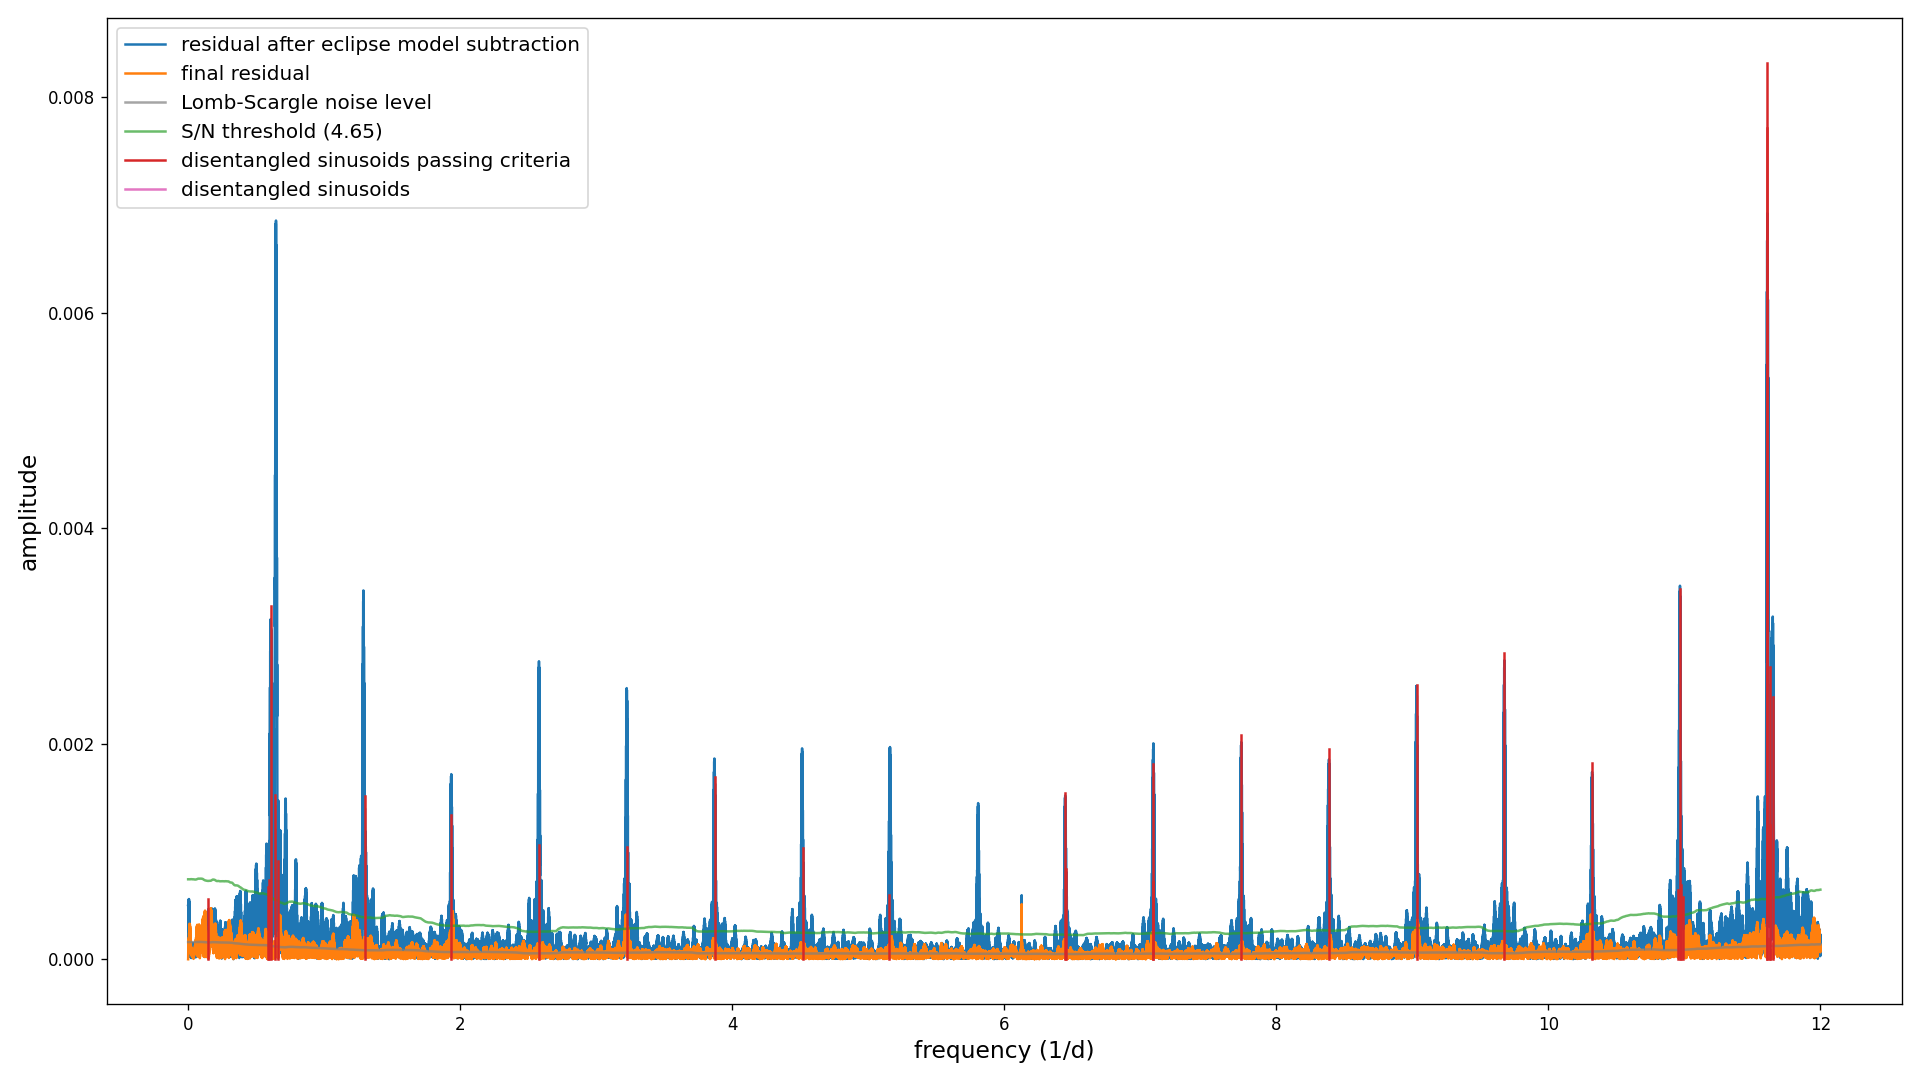 residual after eclipse model subtraction
final residual
Lomb-Scargle noise level
S/N threshold (4.65)
disentangled sinusoids passing criteria
disentangled sinusoids
0.008
0.006
0.004
0.002
0.000
amplitude
0 2 4 6 8 10 12
frequency (1/d)